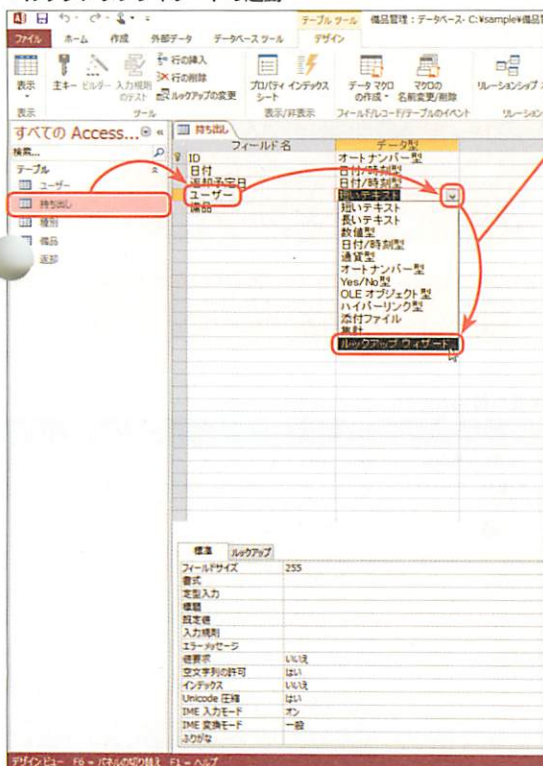 テーブル ツール 備品管理 : データベース- C:¥sample¥備品管
ファイル ホーム 作成 外部データ データベース ツール デザイン
表示 主キー ビルダー 入力規則のテスト 行の挿入 行の削除 ルックアップの変更 プロパティシート インデックス データ マクロの作成・ マクロの名前変更/削除 リレーションシップ
表示 ツール 表示/非表示 フィールド/レコード/テーブルのイベント リレーション
すべての Access... «
検索...
テーブル
ユーザー
持ち出し
種別
備品
返却
持ち出し
フィールド名 データ型
ID オートナンバー型
日付 日付/時刻型
返却予定日 日付/時刻型
ユーザー 短いテキスト
備品 短いテキスト
長いテキスト
数値型
日付/時刻型
通貨型
オートナンバー型
Yes/No型
OLE オブジェクト型
ハイパーリンク型
添付ファイル
集計
ルックアップ ウィザード...
標準 ルックアップ
フィールドサイズ 255
書式
定型入力
標題
既定値
入力規則
エラーメッセージ
値要求 いいえ
空文字列の許可 はい
インデックス いいえ
Unicode 圧縮 はい
IME 入力モード オン
IME 変換モード 一般
ふりがな
デザイン ビュー F6 = パネルの切り替え F1 = ヘルプ